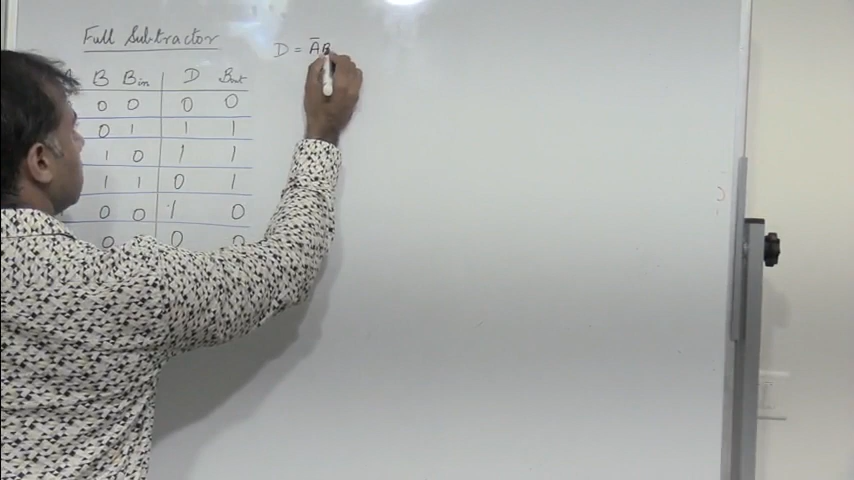 Full Subtractor
D = A̅ B
A B Bin D Bout
0 0 0 0
0 1 1 1
1 0 1 1
1 1 0 1
0 0 1 0
0 0 0